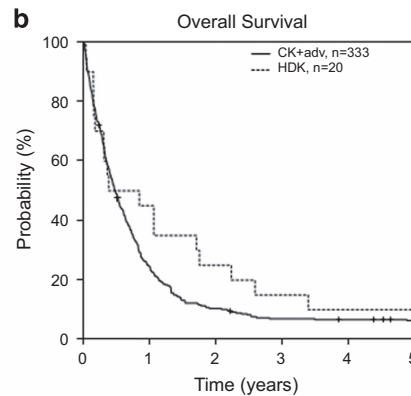 b
Overall Survival
CK+adv, n=333
HDK, n=20
Probability (%)
100
80
60
40
20
0
0 1 2 3 4 5
Time (years)